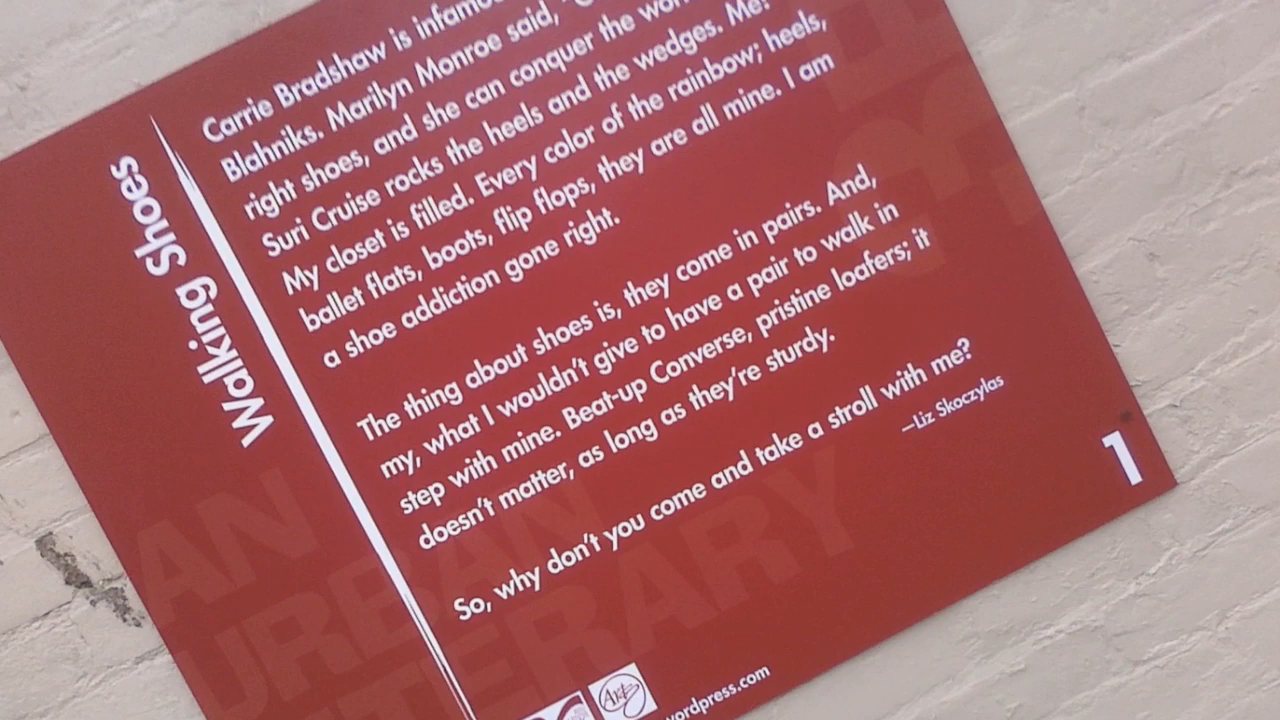 Walking Shoes
Carrie Bradshaw is
Blahniks. Marilyn Monroe said,
right shoes, and she can conquer the
Suri Cruise rocks the heels and the wedges. Me?
My closet is filled. Every color of the rainbow; heels,
ballet flats, boots, flip flops, they are all mine. I am
a shoe addiction gone right.
The thing about shoes is, they come in pairs. And,
my, what I wouldn't give to have a pair to walk in
step with mine. Beat-up Converse, pristine loafers; it
doesn't matter, as long as they're sturdy.
So, why don't you come and take a stroll with me?
—Liz Skoczylas
1
AN
URBAN
LITERARY
Arts
wordpress.com